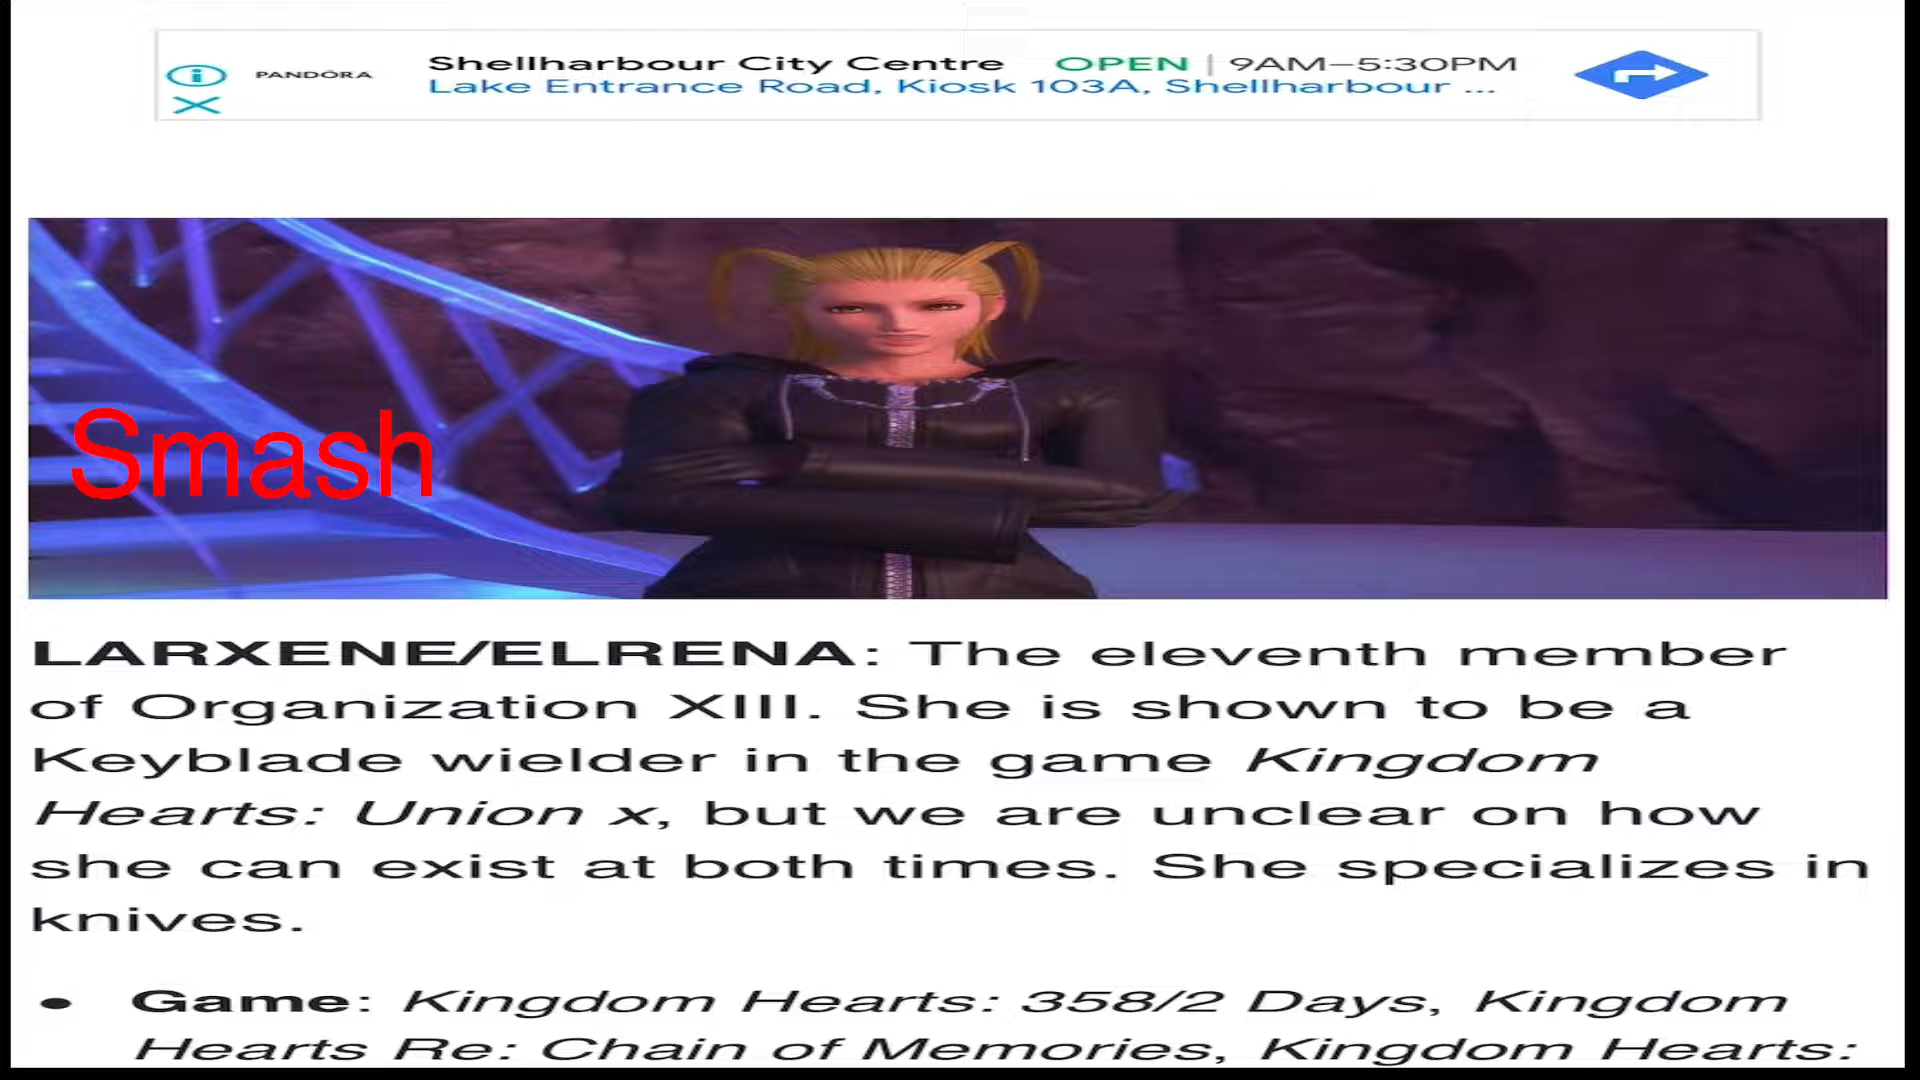 PANDÖRA
Shellharbour City Centre OPEN | 9AM–5:30PM
Lake Entrance Road, Kiosk 103A, Shellharbour ...
Smash
LARXENE/ELRENA: The eleventh member
of Organization XIII. She is shown to be a
Keyblade wielder in the game Kingdom
Hearts: Union x, but we are unclear on how
she can exist at both times. She specializes in
knives.
• Game: Kingdom Hearts: 358/2 Days, Kingdom
Hearts Re: Chain of Memories, Kingdom Hearts: